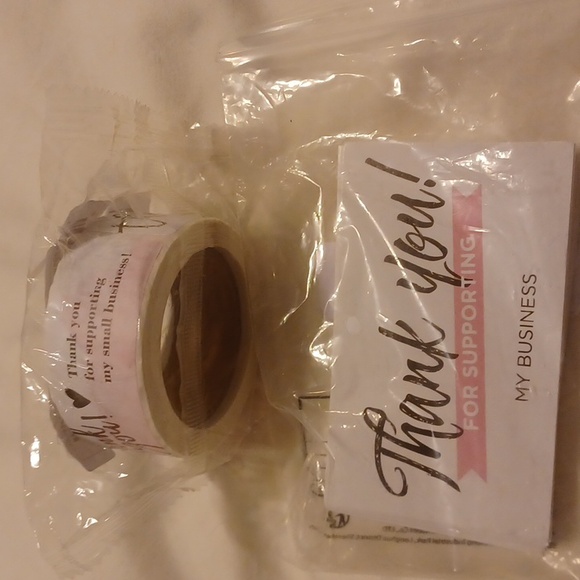 Thank you
for supporting
my small business!
Thank you!
FOR SUPPORTING
MY BUSINESS